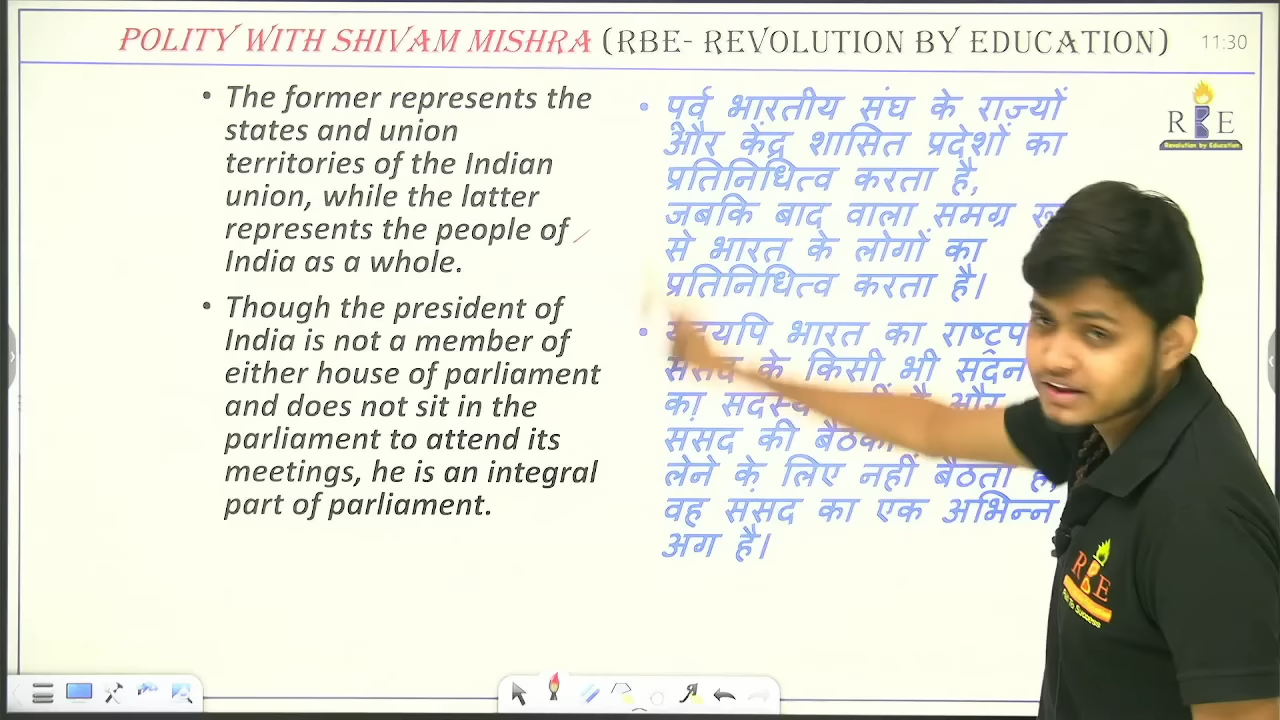 POLITY WITH SHIVAM MISHRA (RBE- REVOLUTION BY EDUCATION)
11:30
• The former represents the
states and union
territories of the Indian
union, while the latter
represents the people of
India as a whole.
• Though the president of
India is not a member of
either house of parliament
and does not sit in the
parliament to attend its
meetings, he is an integral
part of parliament.
• पूर्व भारतीय संघ के राज्यों
और केंद्र शासित प्रदेशों का
प्रतिनिधित्व करता है,
जबकि बाद वाला समग्र
से भारत के लोगों का
प्रतिनिधित्व करता है।
• भारत का
संसद के किसी भी सदन
का और
संसद की
लेने के लिए नहीं बैठता
वह संसद का एक अभिन्न
अंग है।
RBE
Revolution by Education
RBE